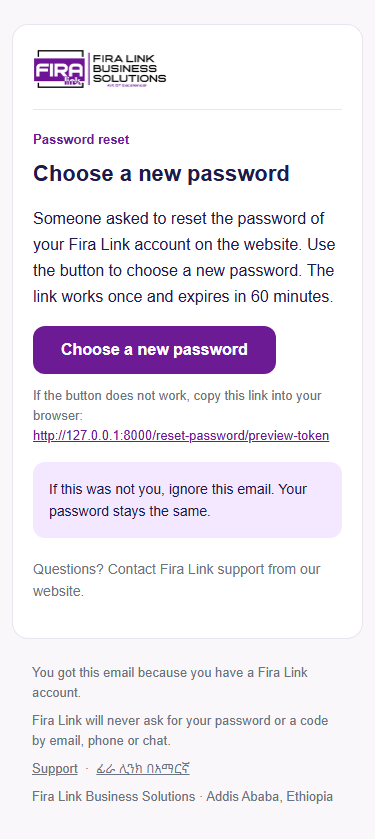 FIRA
link
FIRA LINK
BUSINESS
SOLUTIONS
Password reset
Choose a new password
Someone asked to reset the password of
your Fira Link account on the website. Use
the button to choose a new password. The
link works once and expires in 60 minutes.
Choose a new password
If the button does not work, copy this link into your
browser:
http://127.0.0.1:8000/reset-password/preview-token
If this was not you, ignore this email. Your
password stays the same.
Questions? Contact Fira Link support from our
website.
You got this email because you have a Fira Link
account.
Fira Link will never ask for your password or a code
by email, phone or chat.
Support · ፊራ ሊንክ በአማርኛ
Fira Link Business Solutions · Addis Ababa, Ethiopia